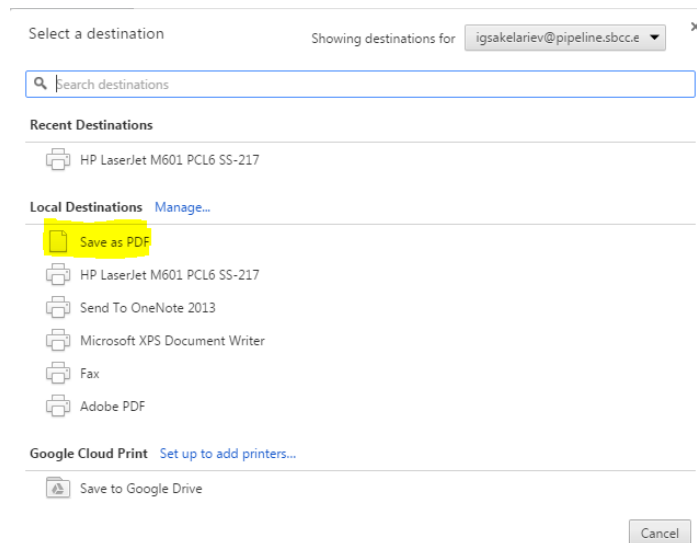 Select a destination
Showing destinations for igsakelariev@pipeline.sbcc.e
Search destinations
Recent Destinations
HP LaserJet M601 PCL6 SS-217
Local Destinations Manage...
Save as PDF
HP LaserJet M601 PCL6 SS-217
Send To OneNote 2013
Microsoft XPS Document Writer
Fax
Adobe PDF
Google Cloud Print Set up to add printers...
Save to Google Drive
Cancel